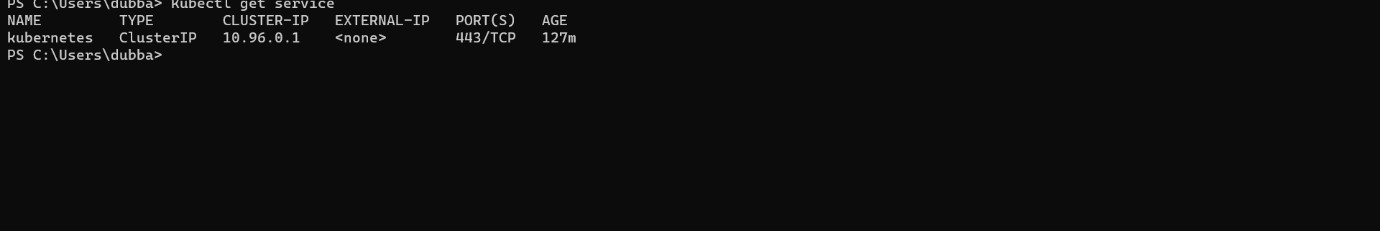 PS C:\Users\dubba> kubectl get service
NAME         TYPE        CLUSTER-IP   EXTERNAL-IP   PORT(S)   AGE
kubernetes   ClusterIP   10.96.0.1    <none>        443/TCP   127m
PS C:\Users\dubba>